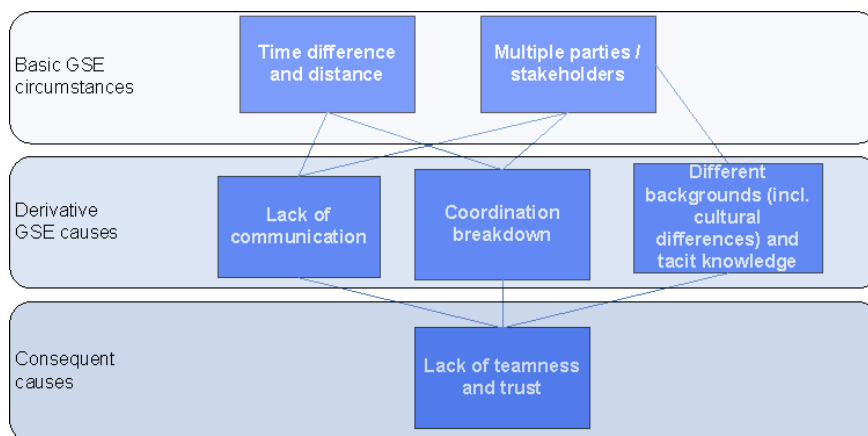 Basic GSE
circumstances
Time difference
and distance
Multiple parties /
stakeholders
Derivative
GSE causes
Lack of
communication
Coordination
breakdown
Different
backgrounds (incl.
cultural
differences) and
tacit knowledge
Consequent
causes
Lack of teamness
and trust